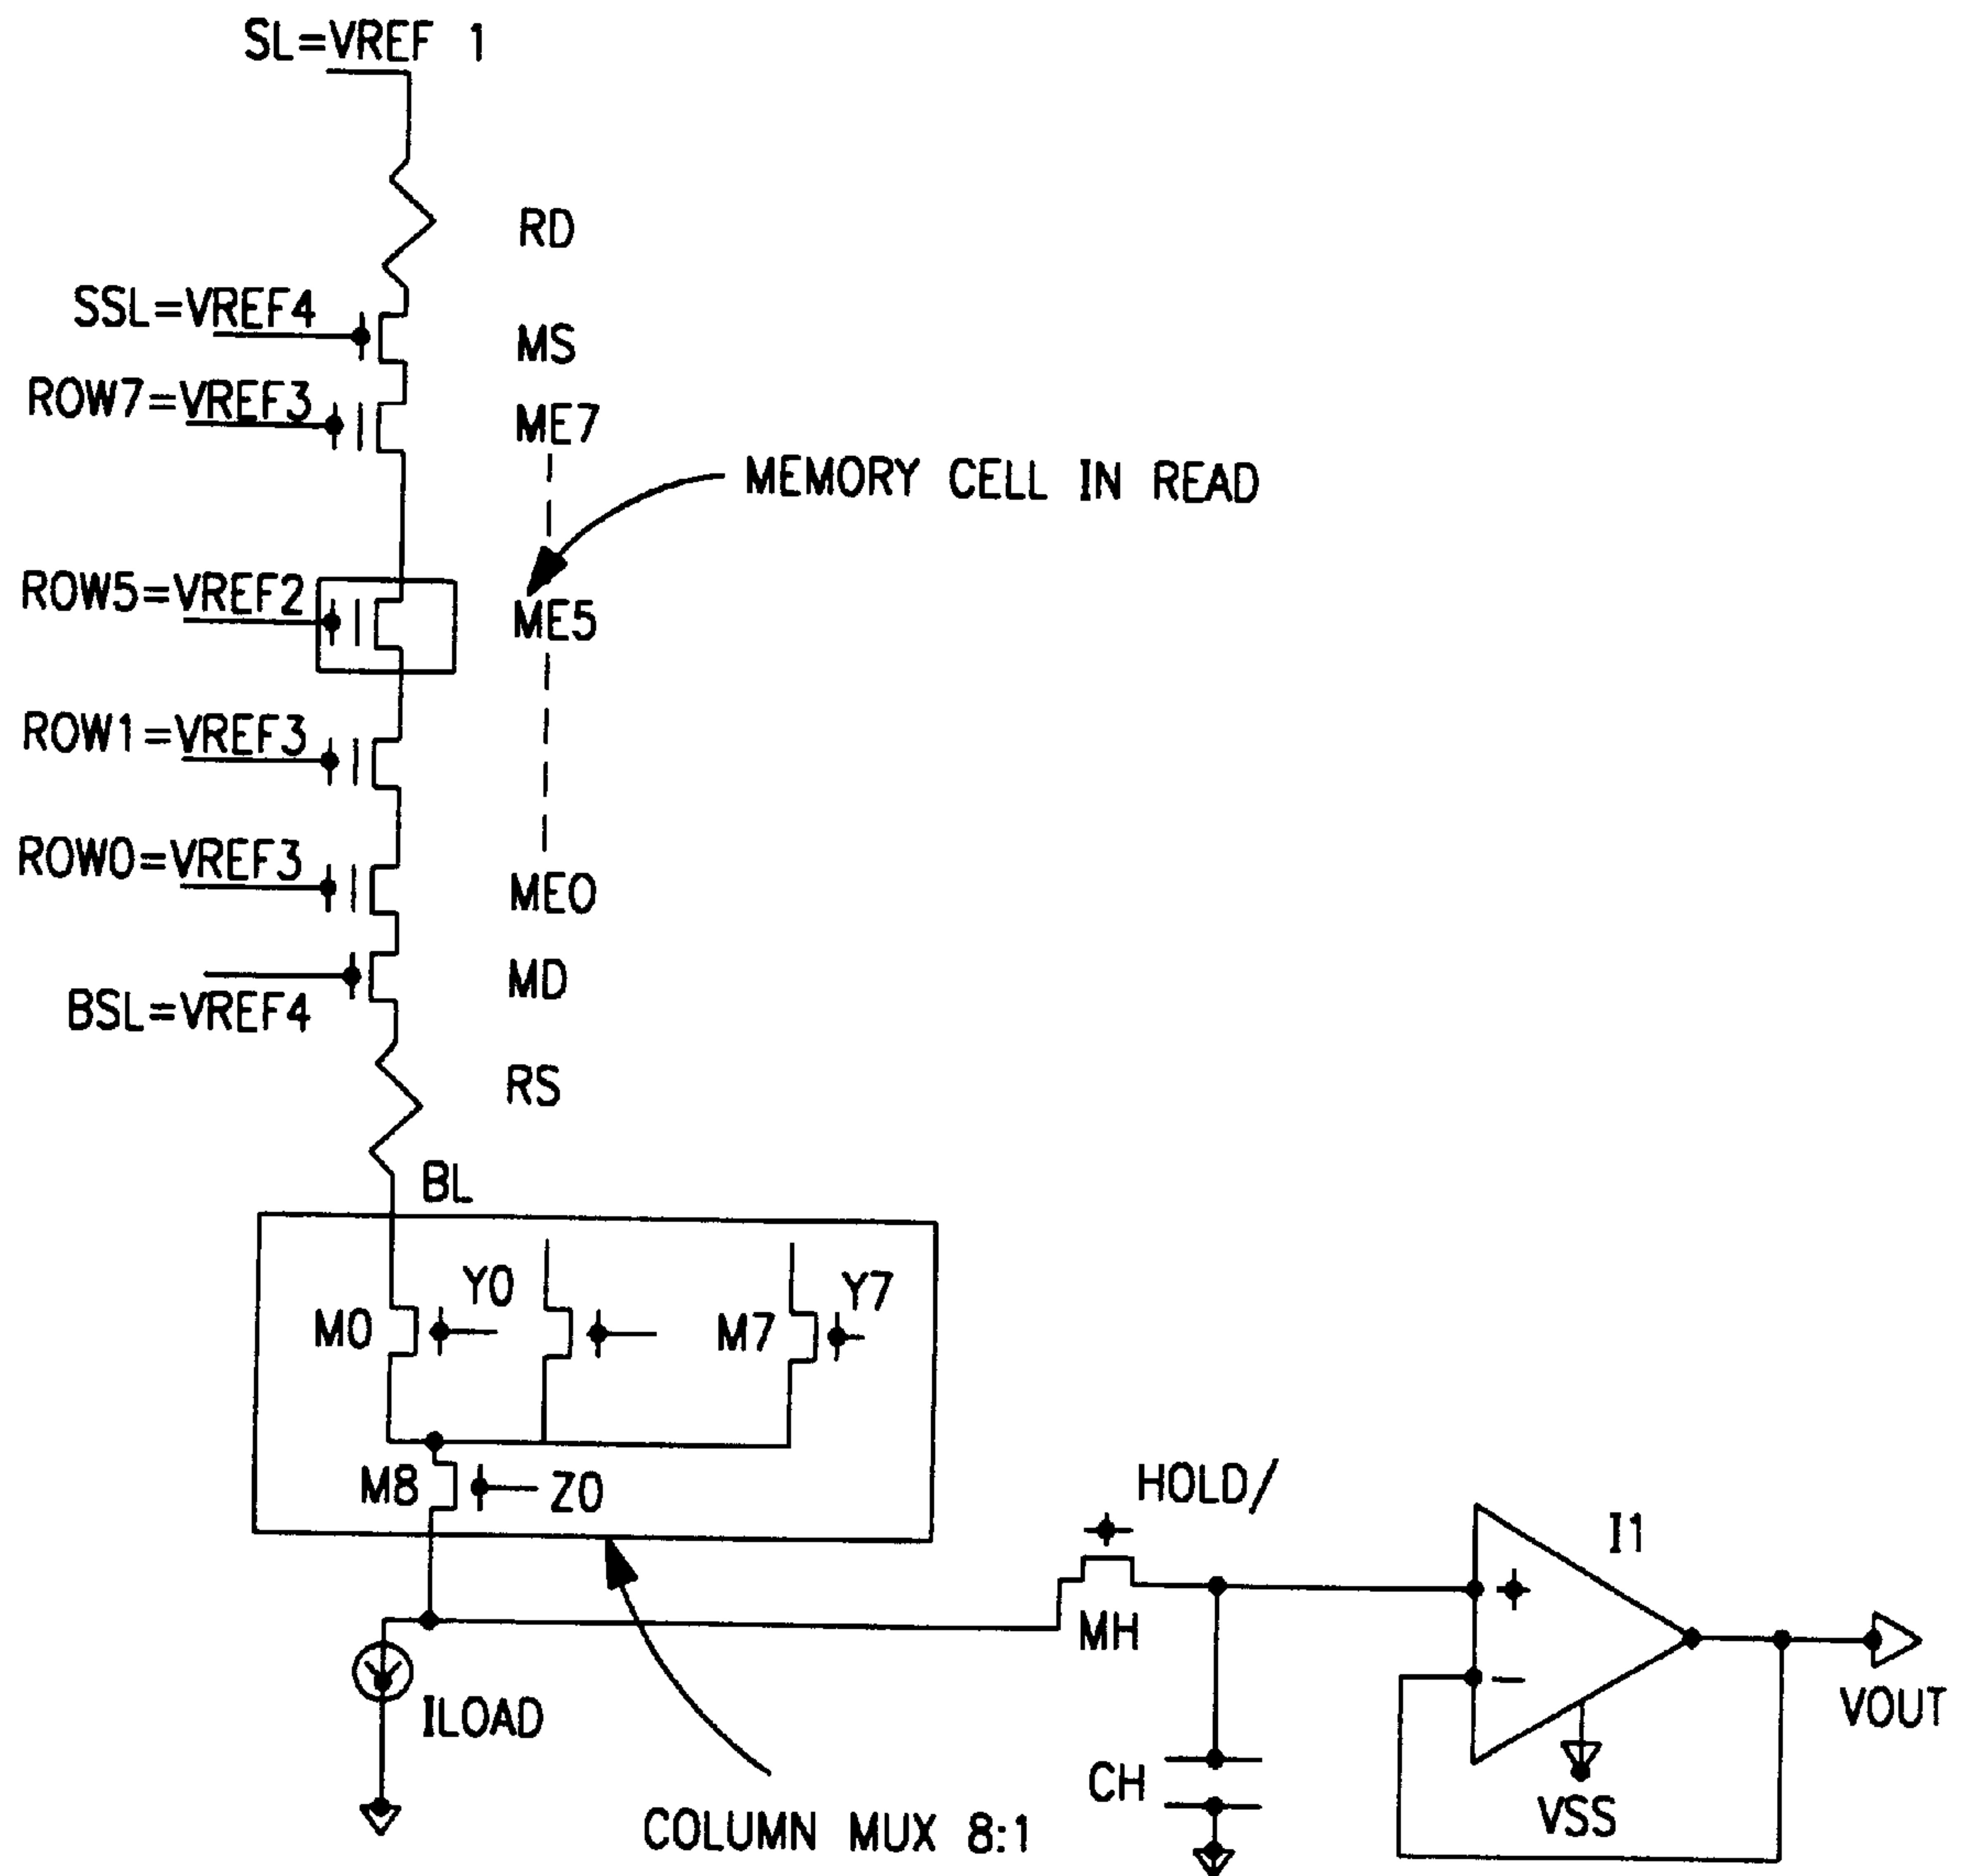 SL=VREF 1
RD
SSL=VREF4
MS
ROW7=VREF3
ME7
MEMORY CELL IN READ
ROW5=VREF2
ME5
ROW1=VREF3
ROW0=VREF3
ME0
MD
BSL=VREF4
RS
BL
Y0
Y7
M0
M7
M8
Z0
HOLD/
I1
+
MH
-
ILOAD
VOUT
CH
VSS
COLUMN MUX 8:1